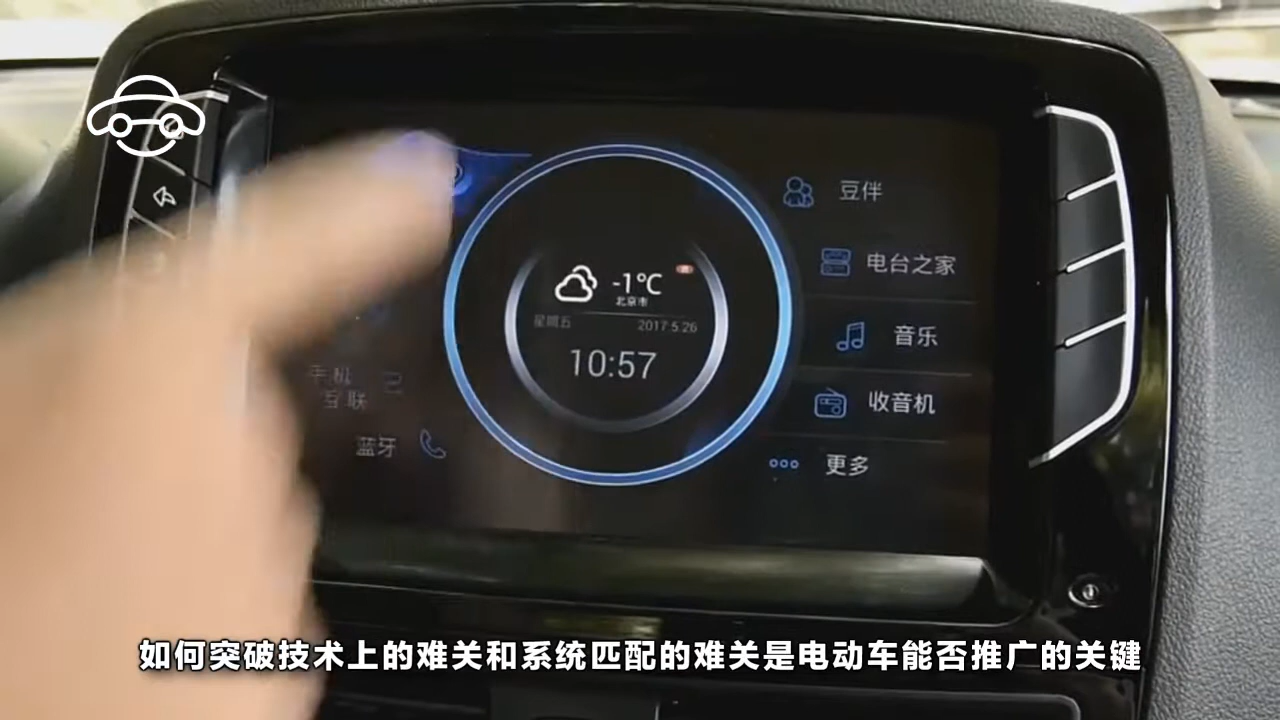 豆伴
-1℃
北京市
电台之家
星期五 2017.5.26
音乐
10:57
手机
互联
收音机
蓝牙
更多
如何突破技术上的难关和系统匹配的难关是电动车能否推广的关键